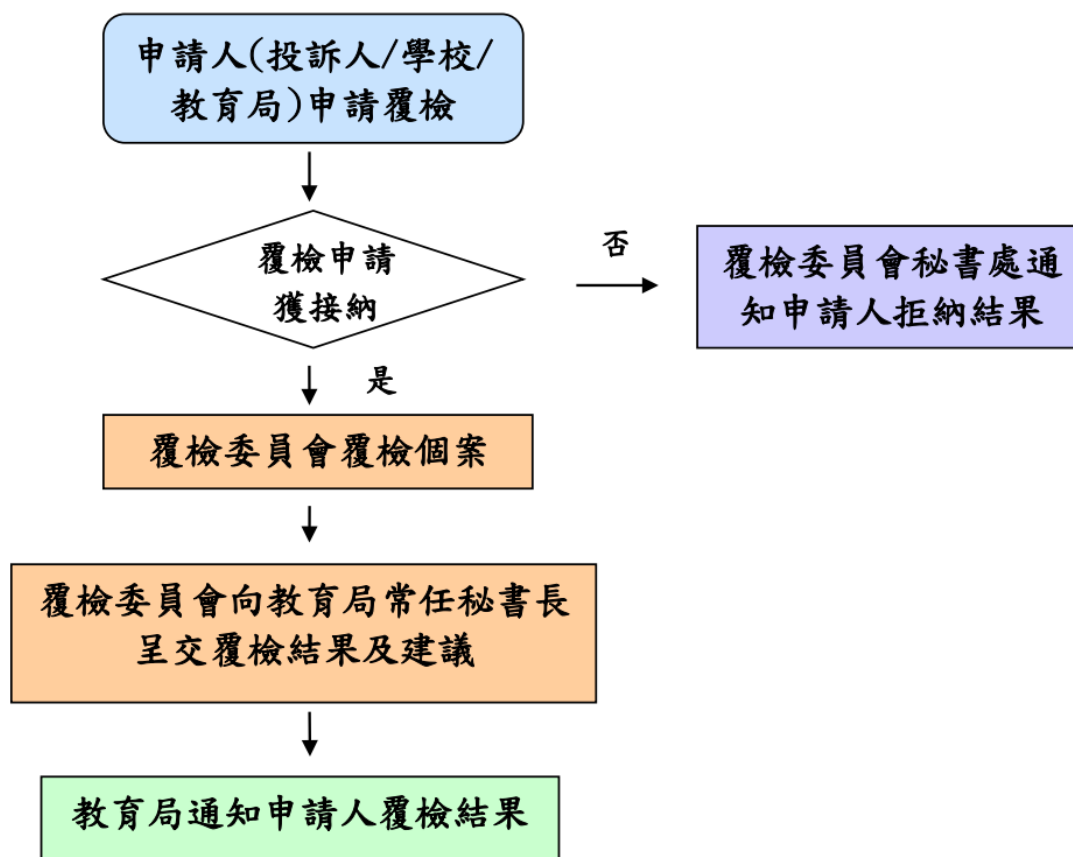 申請人(投訴人/學校/
教育局)申請覆檢
覆檢申請
獲接納
否
覆檢委員會秘書處通
知申請人拒納結果
是
覆檢委員會覆檢個案
覆檢委員會向教育局常任秘書長
呈交覆檢結果及建議
教育局通知申請人覆檢結果